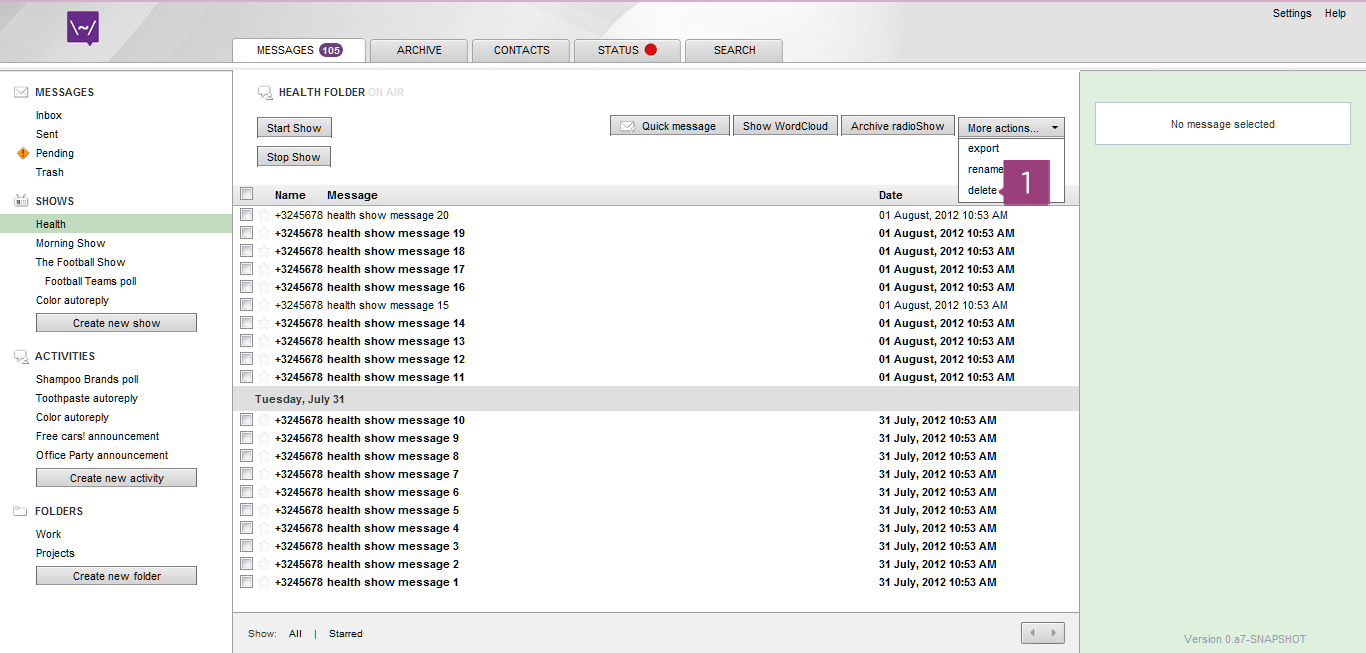 Settings Help
MESSAGES 105 ARCHIVE CONTACTS STATUS SEARCH
MESSAGES
Inbox
Sent
Pending
Trash
SHOWS
Health
Morning Show
The Football Show
Football Teams poll
Color autoreply
Create new show
ACTIVITIES
Shampoo Brands poll
Toothpaste autoreply
Color autoreply
Free cars! announcement
Office Party announcement
Create new activity
FOLDERS
Work
Projects
Create new folder
HEALTH FOLDER ON AIR
Start Show
Stop Show
Quick message Show WordCloud Archive radioShow More actions...
export
rename
delete
1
Name Message Date
+3245678 health show message 20 01 August, 2012 10:53 AM
+3245678 health show message 19 01 August, 2012 10:53 AM
+3245678 health show message 18 01 August, 2012 10:53 AM
+3245678 health show message 17 01 August, 2012 10:53 AM
+3245678 health show message 16 01 August, 2012 10:53 AM
+3245678 health show message 15 01 August, 2012 10:53 AM
+3245678 health show message 14 01 August, 2012 10:53 AM
+3245678 health show message 13 01 August, 2012 10:53 AM
+3245678 health show message 12 01 August, 2012 10:53 AM
+3245678 health show message 11 01 August, 2012 10:53 AM
Tuesday, July 31
+3245678 health show message 10 31 July, 2012 10:53 AM
+3245678 health show message 9 31 July, 2012 10:53 AM
+3245678 health show message 8 31 July, 2012 10:53 AM
+3245678 health show message 7 31 July, 2012 10:53 AM
+3245678 health show message 6 31 July, 2012 10:53 AM
+3245678 health show message 5 31 July, 2012 10:53 AM
+3245678 health show message 4 31 July, 2012 10:53 AM
+3245678 health show message 3 31 July, 2012 10:53 AM
+3245678 health show message 2 31 July, 2012 10:53 AM
+3245678 health show message 1 31 July, 2012 10:53 AM
Show: All | Starred
No message selected
Version 0.a7-SNAPSHOT